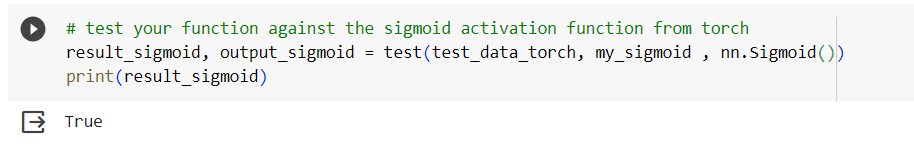 # test your function against the sigmoid activation function from torch
result_sigmoid, output_sigmoid = test(test_data_torch, my_sigmoid , nn.Sigmoid())
print(result_sigmoid)
True